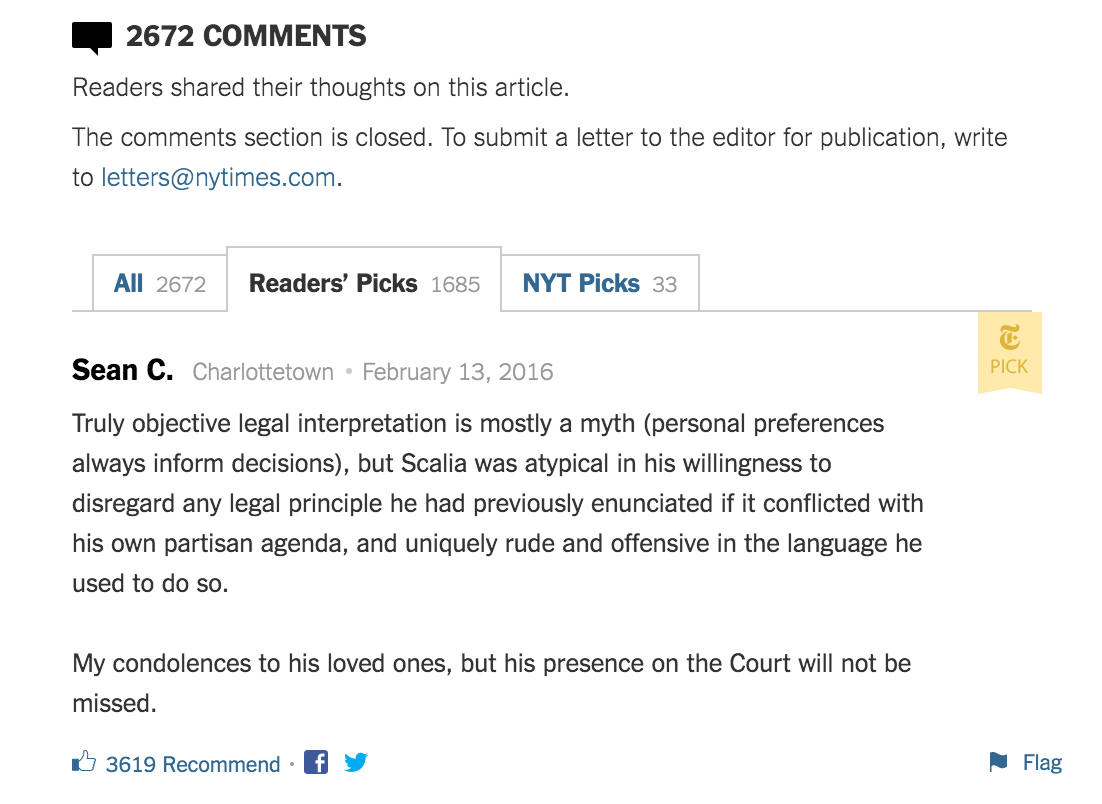 2672 COMMENTS
Readers shared their thoughts on this article.
The comments section is closed. To submit a letter to the editor for publication, write
to letters@nytimes.com.
All 2672 Readers’ Picks 1685 NYT Picks 33
T
PICK
Sean C. Charlottetown • February 13, 2016
Truly objective legal interpretation is mostly a myth (personal preferences
always inform decisions), but Scalia was atypical in his willingness to
disregard any legal principle he had previously enunciated if it conflicted with
his own partisan agenda, and uniquely rude and offensive in the language he
used to do so.
My condolences to his loved ones, but his presence on the Court will not be
missed.
3619 Recommend • f Flag